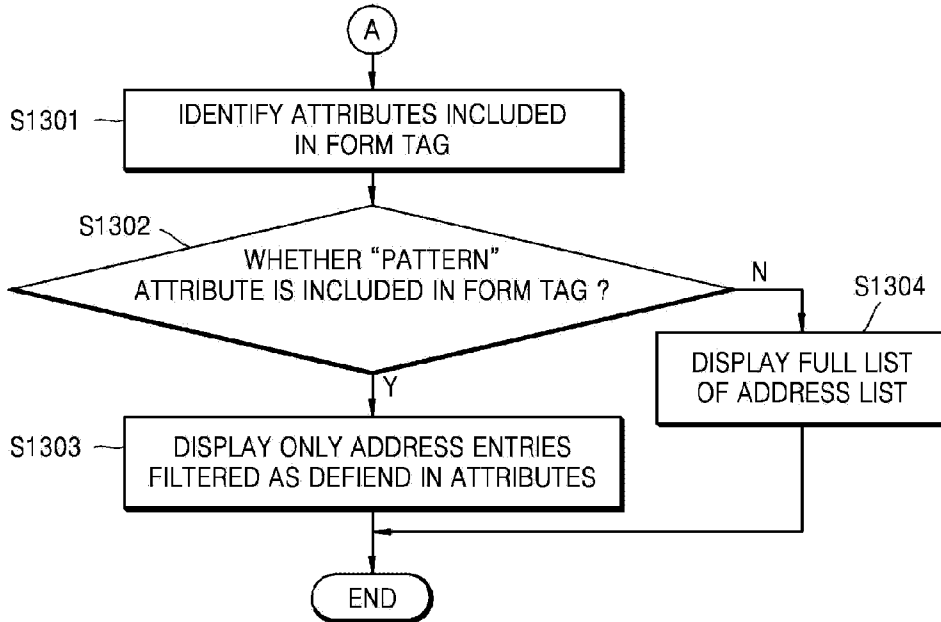 A
S1301
IDENTIFY ATTRIBUTES INCLUDED
IN FORM TAG
S1302
WHETHER “PATTERN”
ATTRIBUTE IS INCLUDED IN FORM TAG ?
N
S1304
DISPLAY FULL LIST
OF ADDRESS LIST
Y
S1303
DISPLAY ONLY ADDRESS ENTRIES
FILTERED AS DEFIEND IN ATTRIBUTES
END